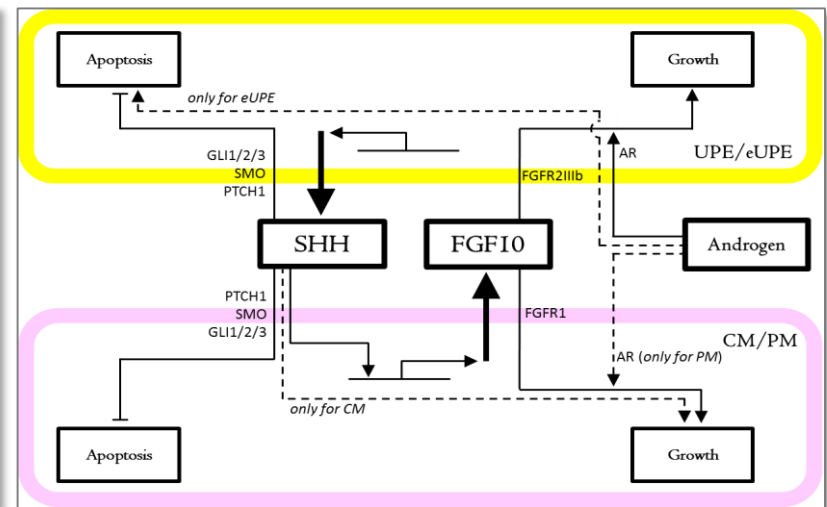 Apoptosis
Growth
only for eUPE
GLI1/2/3
SMO
PTCH1
AR
UPE/eUPE
FGFR2IIIb
SHH
FGF10
Androgen
PTCH1
SMO
GLI1/2/3
FGFR1
CM/PM
AR (only for PM)
only for CM
Apoptosis
Growth